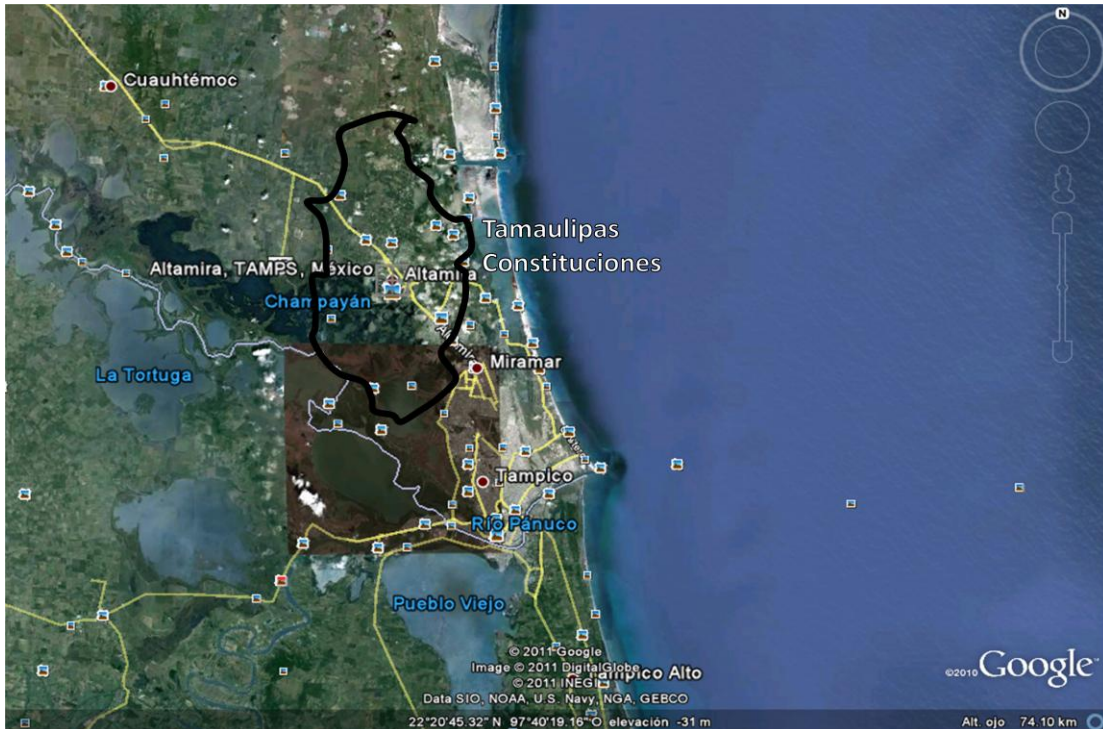 N
Cuauhtémoc
Tamaulipas
Constituciones
Altamira, TAMPS, México
Altamira
Champayán
La Tortuga
Miramar
Tampico
Río Pánuco
Pueblo Viejo
© 2011 Google
Image © 2011 DigitalGlobe
© 2011 INEGI
Tampico Alto
Data SIO, NOAA, U.S. Navy, NGA, GEBCO
©2010 Google™
22°20'45.32" N 97°40'19.16" O elevación -31 m
Alt. ojo 74.10 km